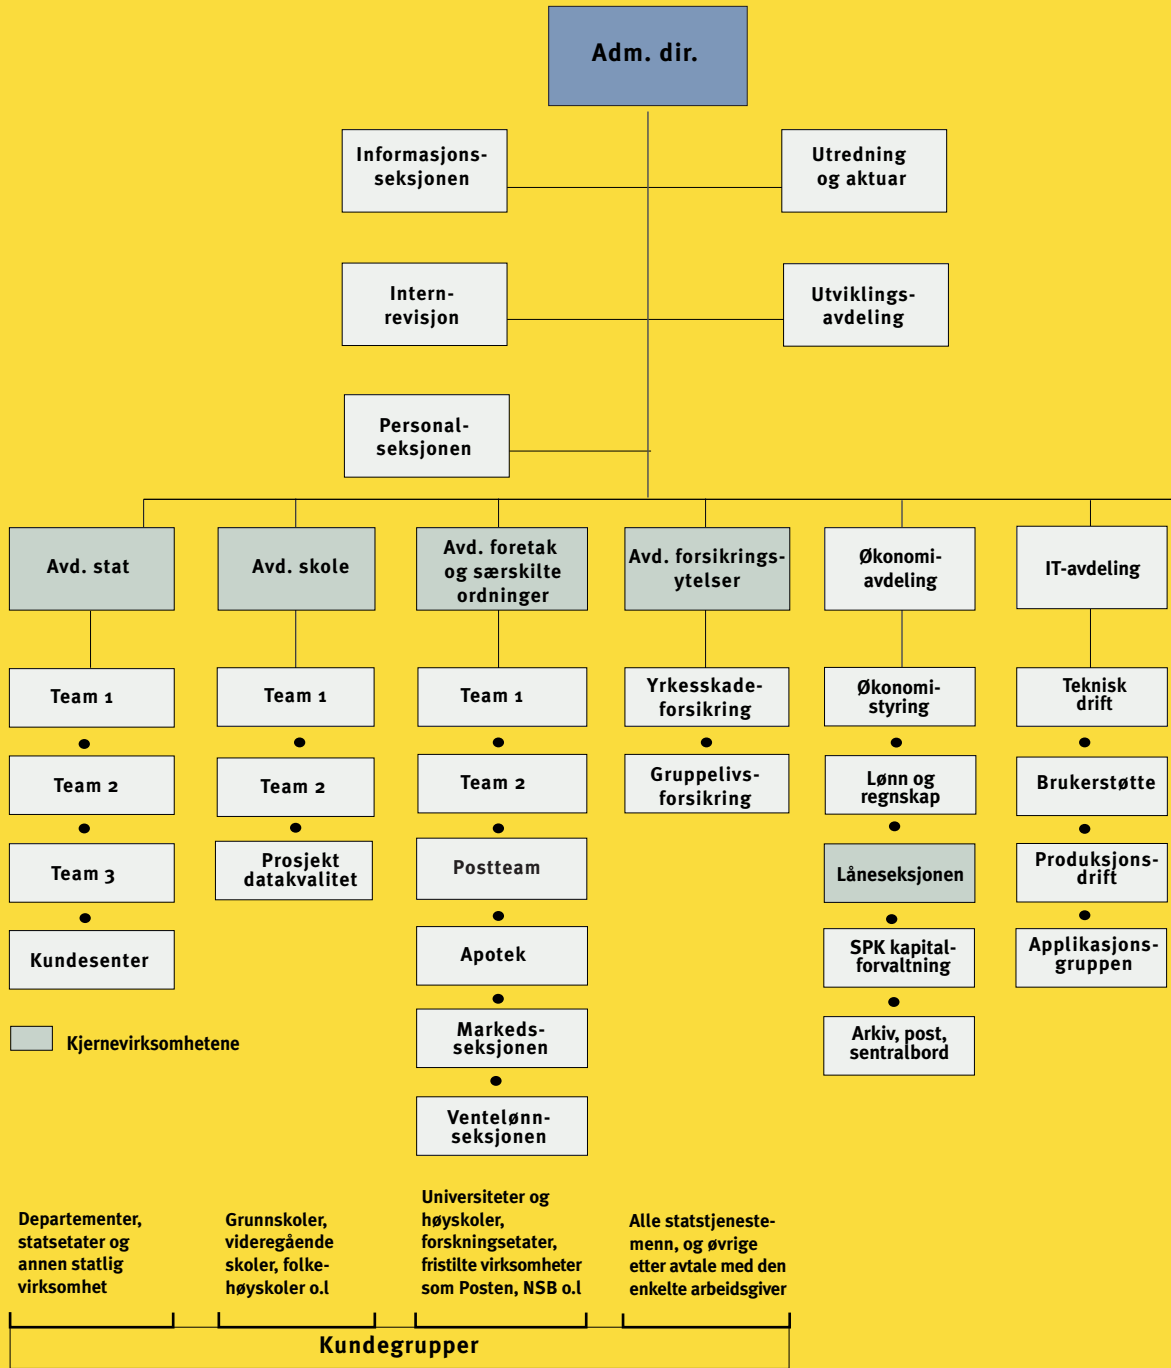 Adm. dir.
Informasjons-
seksjonen
Utredning
og aktuar
Intern-
revisjon
Utviklings-
avdeling
Personal-
seksjonen
Avd. stat
Avd. skole
Avd. foretak
og særskilte
ordninger
Avd. forsikrings-
ytelser
Økonomi-
avdeling
IT-avdeling
Team 1
Team 2
Team 3
Kundesenter
Team 1
Team 2
Prosjekt
datakvalitet
Team 1
Team 2
Postteam
Apotek
Markeds-
seksjonen
Ventelønn-
seksjonen
Yrkesskade-
forsikring
Gruppelivs-
forsikring
Økonomi-
styring
Lønn og
regnskap
Låneseksjonen
SPK kapital-
forvaltning
Arkiv, post,
sentralbord
Teknisk
drift
Brukerstøtte
Produksjons-
drift
Applikasjons-
gruppen
Kjernevirksomhetene
Departementer,
statsetater og
annen statlig
virksomhet
Grunnskoler,
videregående
skoler, folke-
høyskoler o.l
Universiteter og
høyskoler,
forskningsetater,
fristilte virksomheter
som Posten, NSB o.l
Alle statstjeneste-
menn, og øvrige
etter avtale med den
enkelte arbeidsgiver
Kundegrupper